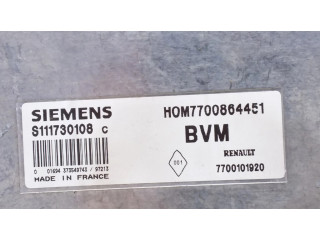 SIEMENS
HOM7700864451
S111730108 C
BVM
RENAULT
7700101920
MADE IN FRANCE